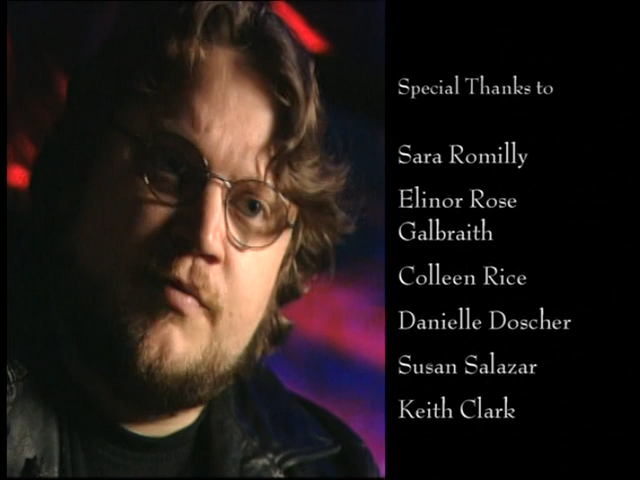 Special Thanks to
Sara Romilly
Elinor Rose
Galbraith
Colleen Rice
Danielle Doscher
Susan Salazar
Keith Clark